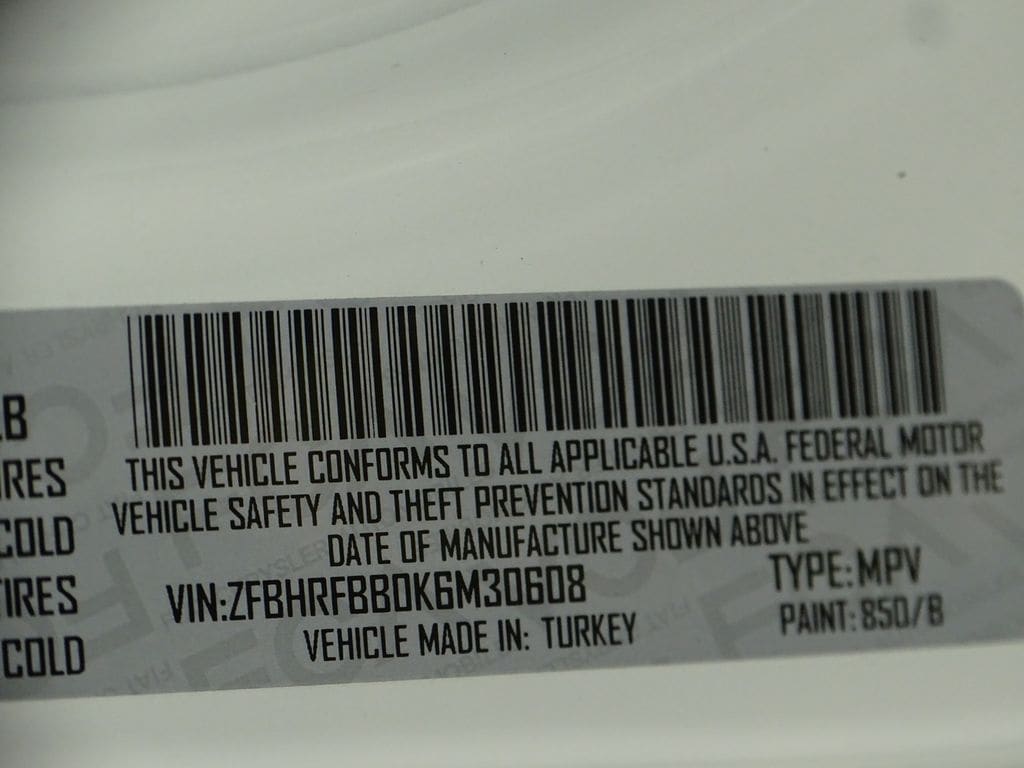 LB
IRES
COLD
TIRES
COLD
THIS VEHICLE CONFORMS TO ALL APPLICABLE U.S.A. FEDERAL MOTOR
VEHICLE SAFETY AND THEFT PREVENTION STANDARDS IN EFFECT ON THE
DATE OF MANUFACTURE SHOWN ABOVE
VIN:ZFBHRFBB0K6M30608
TYPE:MPV
VEHICLE MADE IN: TURKEY
PAINT:850/B